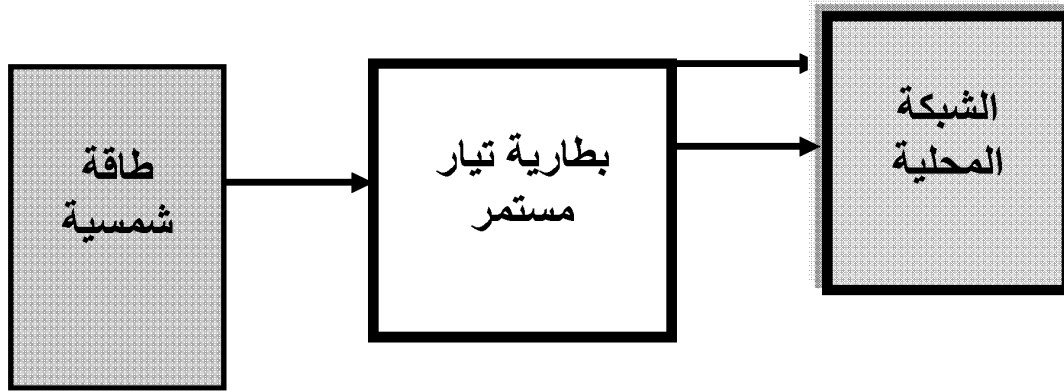 طاقة
شمسية
بطارية تيار
مستمر
الشبكة
المحلية